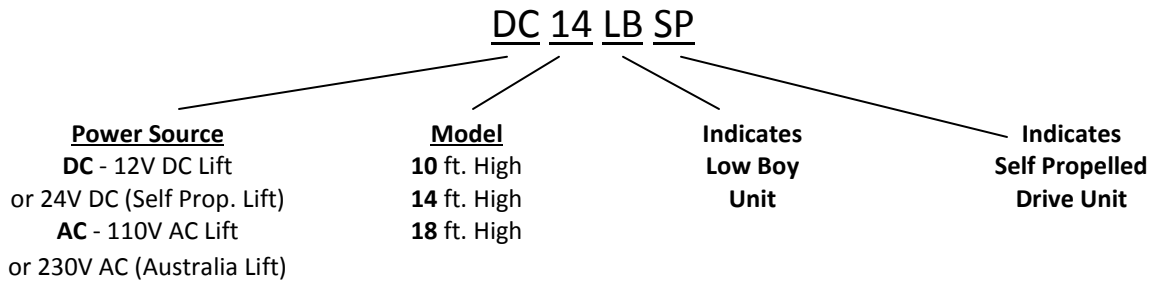 DC 14 LB SP
Power Source
DC - 12V DC Lift
or 24V DC (Self Prop. Lift)
AC - 110V AC Lift
or 230V AC (Australia Lift)
Model
10 ft. High
14 ft. High
18 ft. High
Indicates
Low Boy
Unit
Indicates
Self Propelled
Drive Unit